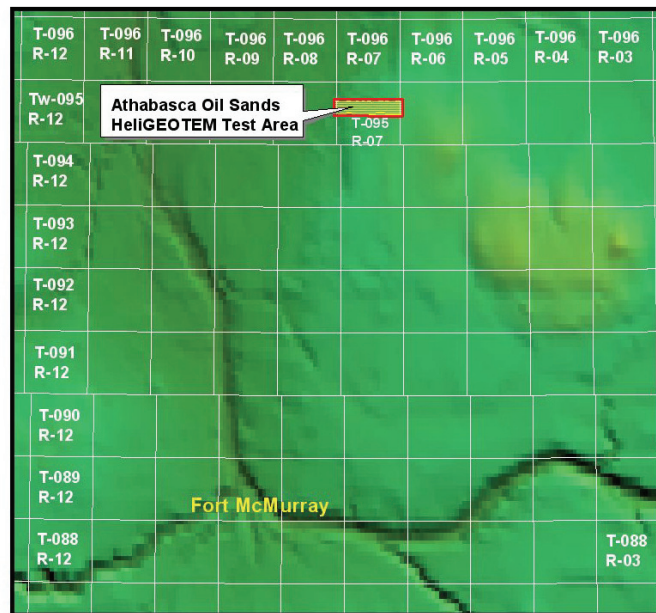 T-096 T-096 T-096 T-096 T-096 T-096 T-096 T-096 T-096 T-096
R-12 R-11 R-10 R-09 R-08 R-07 R-06 R-05 R-04 R-03
Tw-095
R-12
Athabasca Oil Sands
HeliGEOTEM Test Area
T-095
R-07
T-094
R-12
T-093
R-12
T-092
R-12
T-091
R-12
T-090
R-12
T-089
R-12
Fort McMurray
T-088
R-12
T-088
R-03